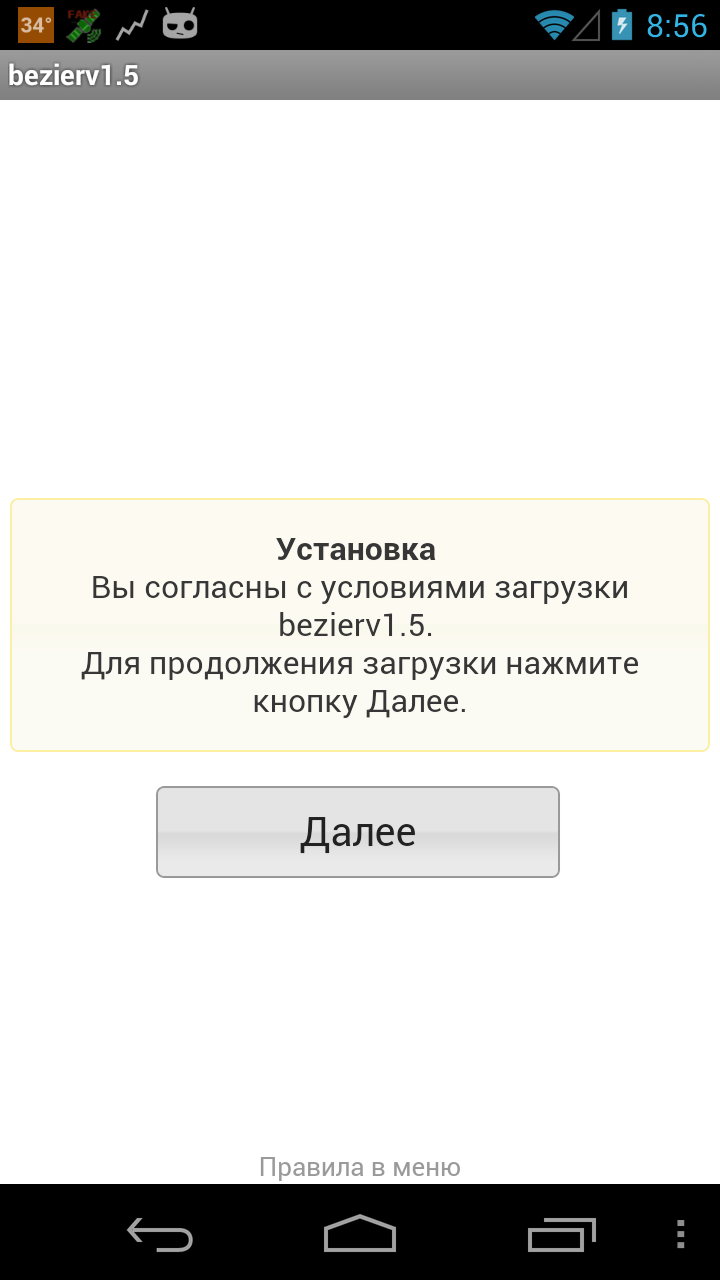 34°
FAKE
8:56
bezierv1.5
Установка
Вы согласны с условиями загрузки
bezierv1.5.
Для продолжения загрузки нажмите
кнопку Далее.
Далее
Правила в меню